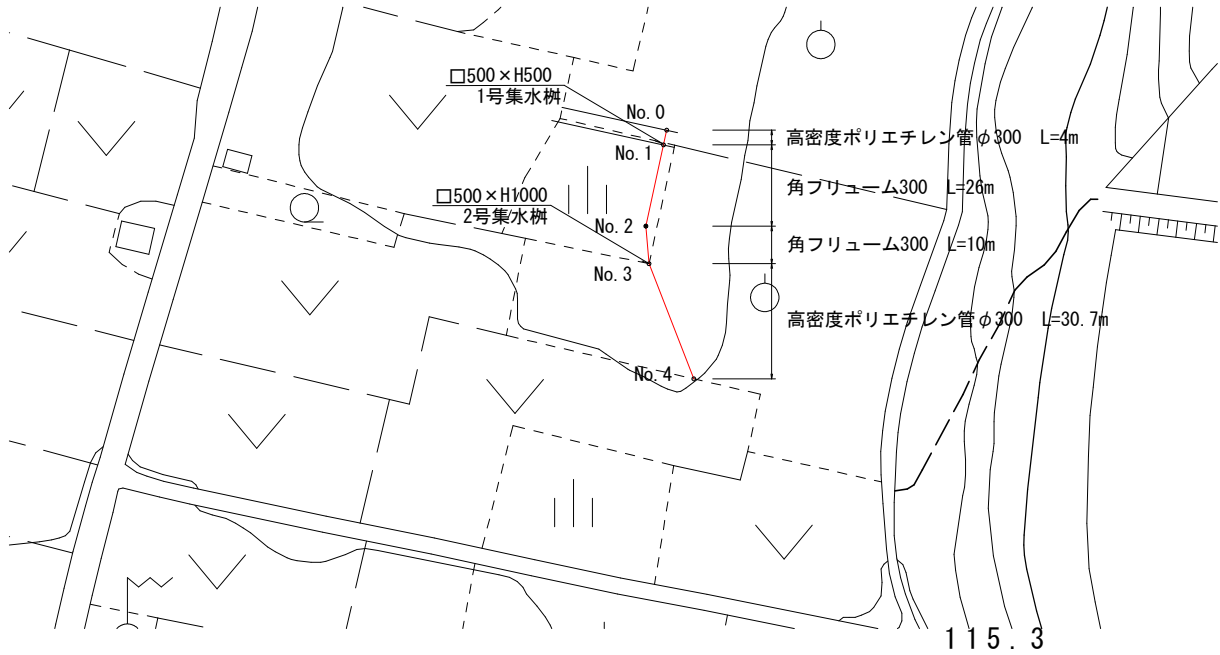 □500×H500
1号集水桝
No.0
高密度ポリエチレン管φ300 L=4m
No.1
角フリューム300 L=26m
□500×H1000
2号集水桝
No.2
角フリューム300 L=10m
No.3
高密度ポリエチレン管φ300 L=30.7m
No.4
115.3